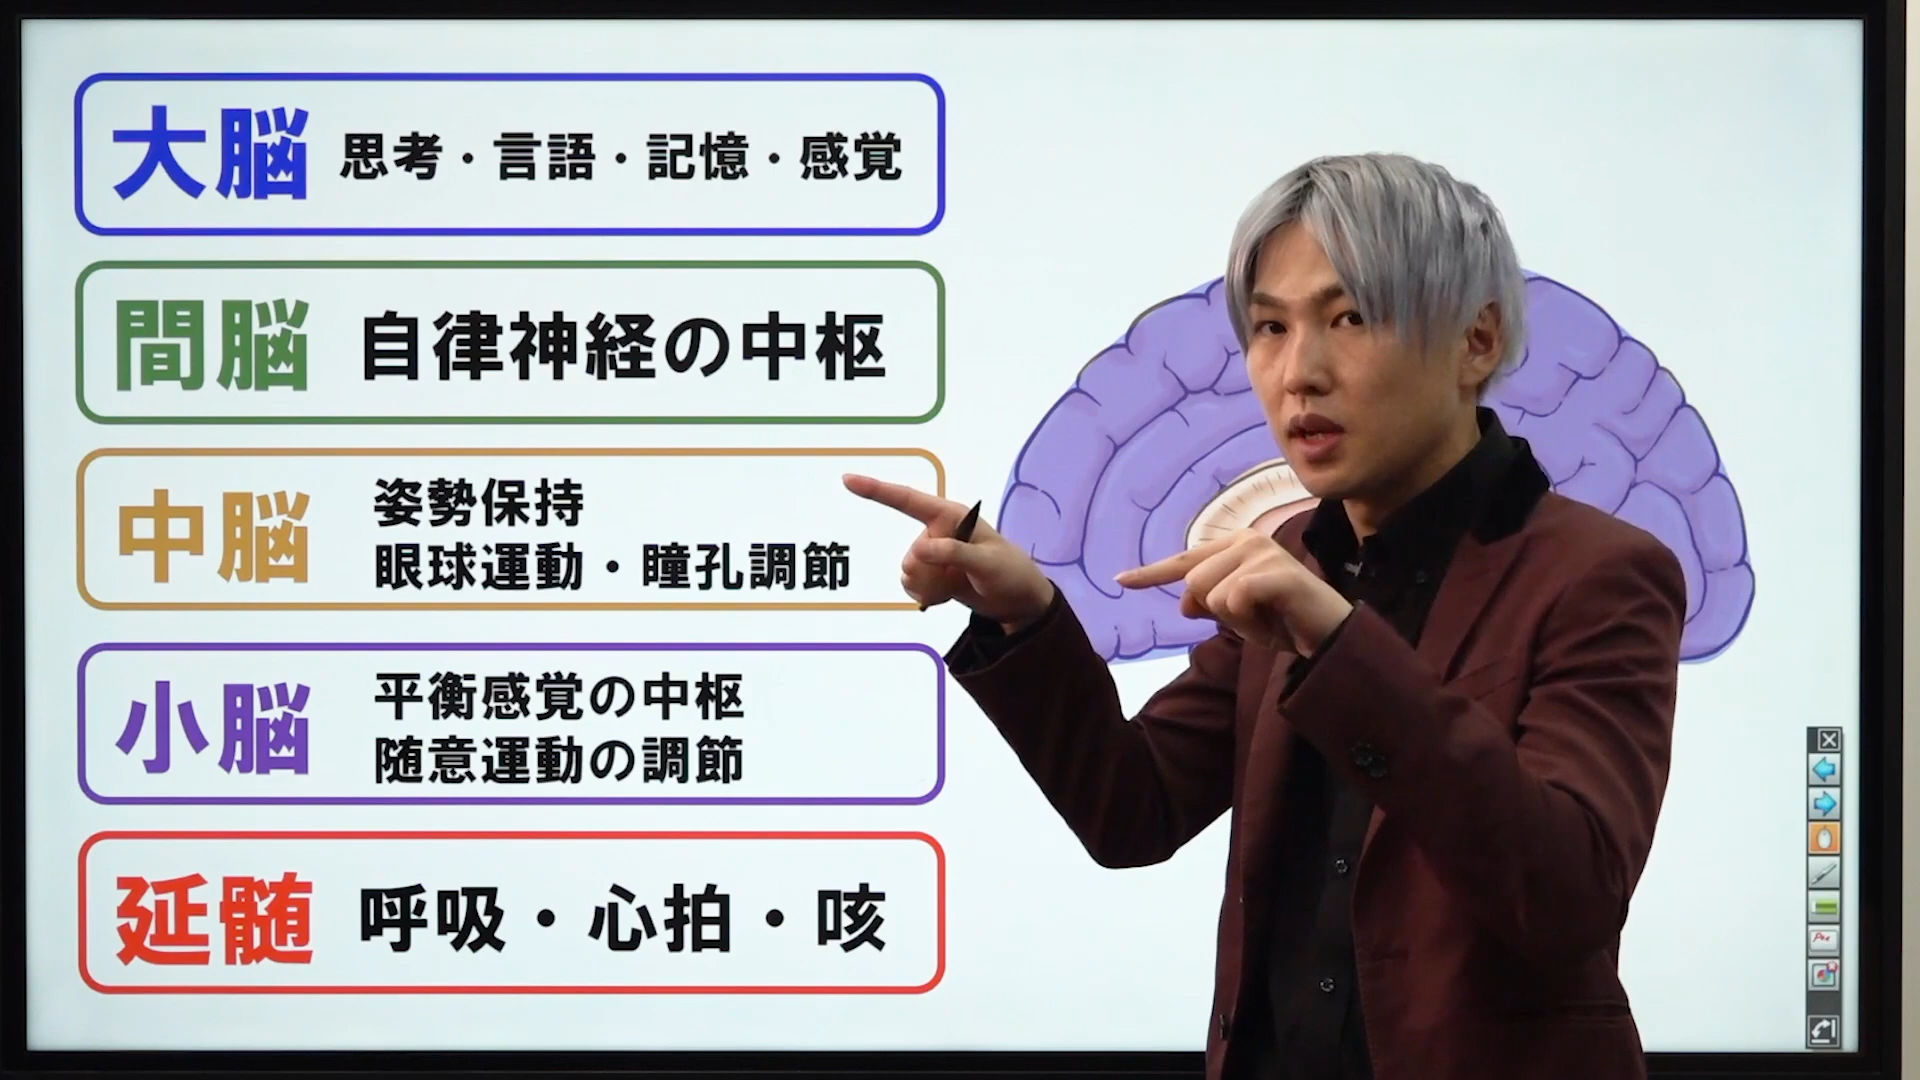 大脳 思考・言語・記憶・感覚
間脳 自律神経の中枢
中脳 姿勢保持
眼球運動・瞳孔調節
小脳 平衡感覚の中枢
随意運動の調節
延髄 呼吸・心拍・咳